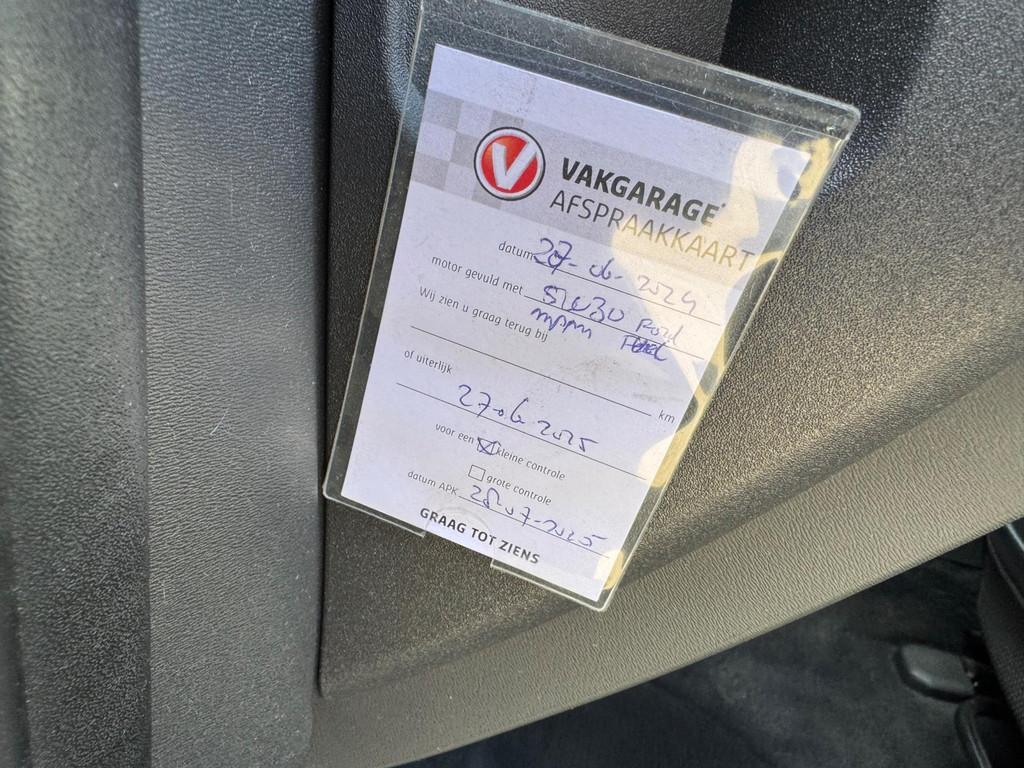 V
VAKGARAGE
AFSPRAAKKAART
datum 27-06-2024
motor gevuld met 5W30 Ford
Wij zien u graag terug bij
km
of uiterlijk
27-06-2025
voor een kleine controle
grote controle
datum APK 28-07-2025
GRAAG TOT ZIENS